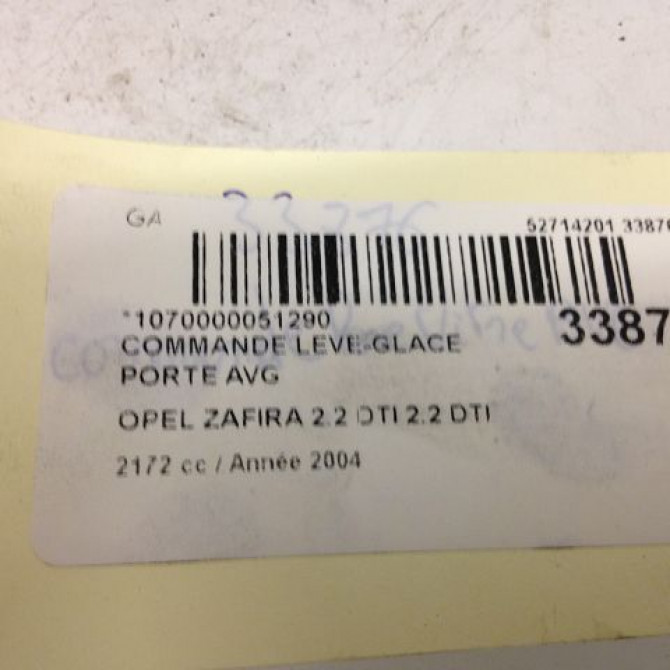 GA 33276
52714201 3387
*1070000051290
3387
COMMANDE LEVE-GLACE
PORTE AVG
OPEL ZAFIRA 2.2 DTI 2.2 DTI
2172 cc / Année 2004